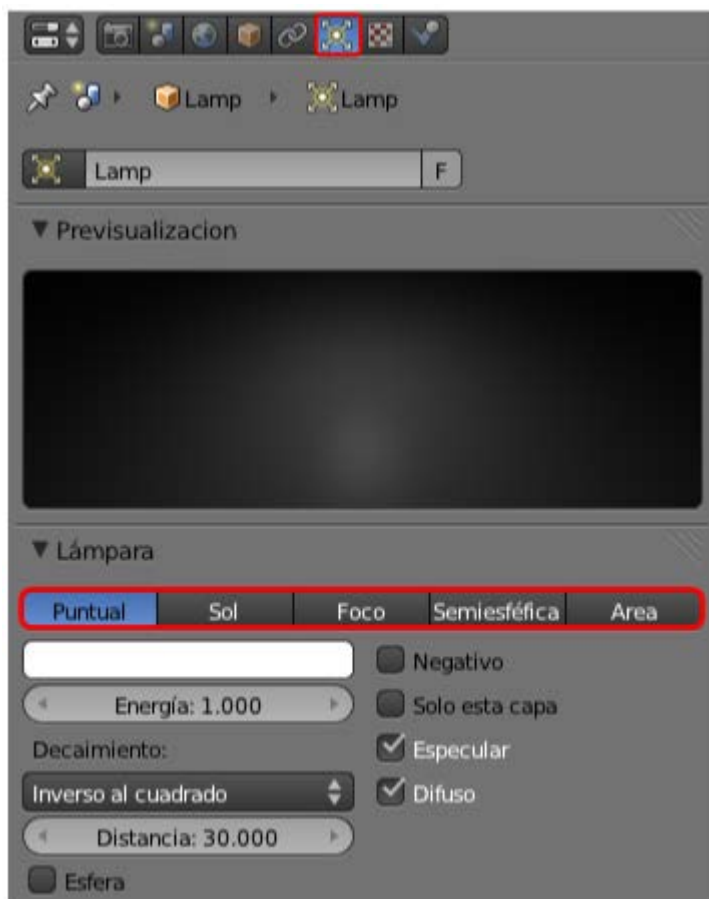 Lamp Lamp
Lamp F
Previsualizacion
Lámpara
Puntual Sol Foco Semiesféfica Area
Negativo
Energía: 1.000 Solo esta capa
Decaimiento: Especular
Inverso al cuadrado Difuso
Distancia: 30.000
Esfera